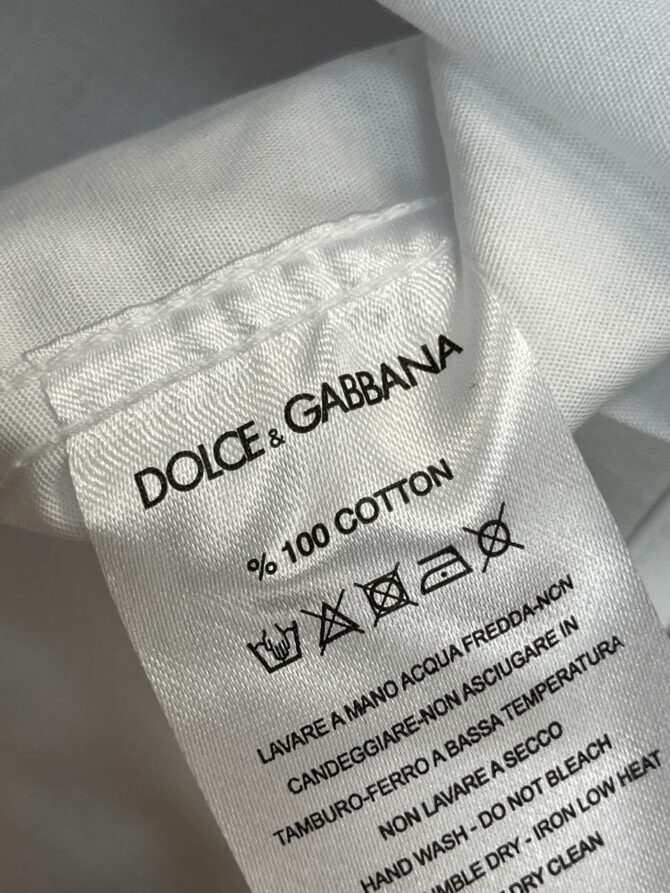 DOLCE & GABBANA
% 100 COTTON
LAVARE A MANO ACQUA FREDDA-NON
CANDEGGIARE-NON ASCIUGARE IN
TAMBURO-FERRO A BASSA TEMPERATURA
NON LAVARE A SECCO
HAND WASH - DO NOT BLEACH
DRY - IRON LOW HEAT
DRY CLEAN